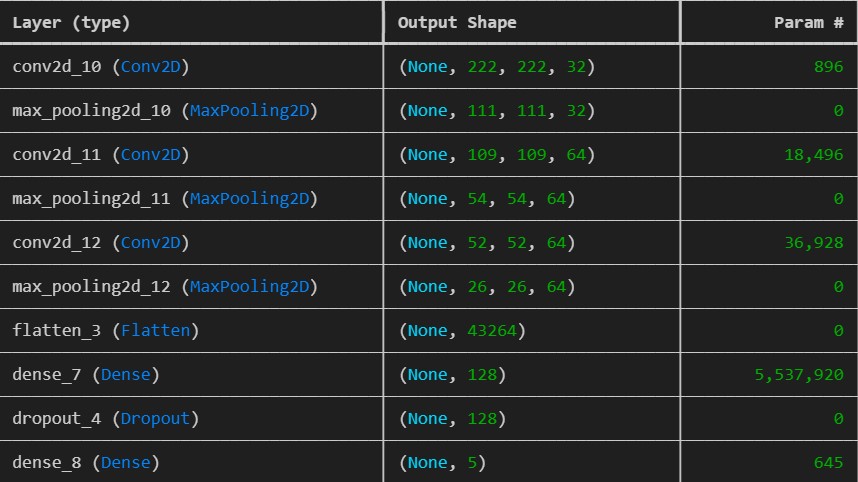 Layer (type) Output Shape Param #
conv2d_10 (Conv2D) (None, 222, 222, 32) 896
max_pooling2d_10 (MaxPooling2D) (None, 111, 111, 32) 0
conv2d_11 (Conv2D) (None, 109, 109, 64) 18,496
max_pooling2d_11 (MaxPooling2D) (None, 54, 54, 64) 0
conv2d_12 (Conv2D) (None, 52, 52, 64) 36,928
max_pooling2d_12 (MaxPooling2D) (None, 26, 26, 64) 0
flatten_3 (Flatten) (None, 43264) 0
dense_7 (Dense) (None, 128) 5,537,920
dropout_4 (Dropout) (None, 128) 0
dense_8 (Dense) (None, 5) 645